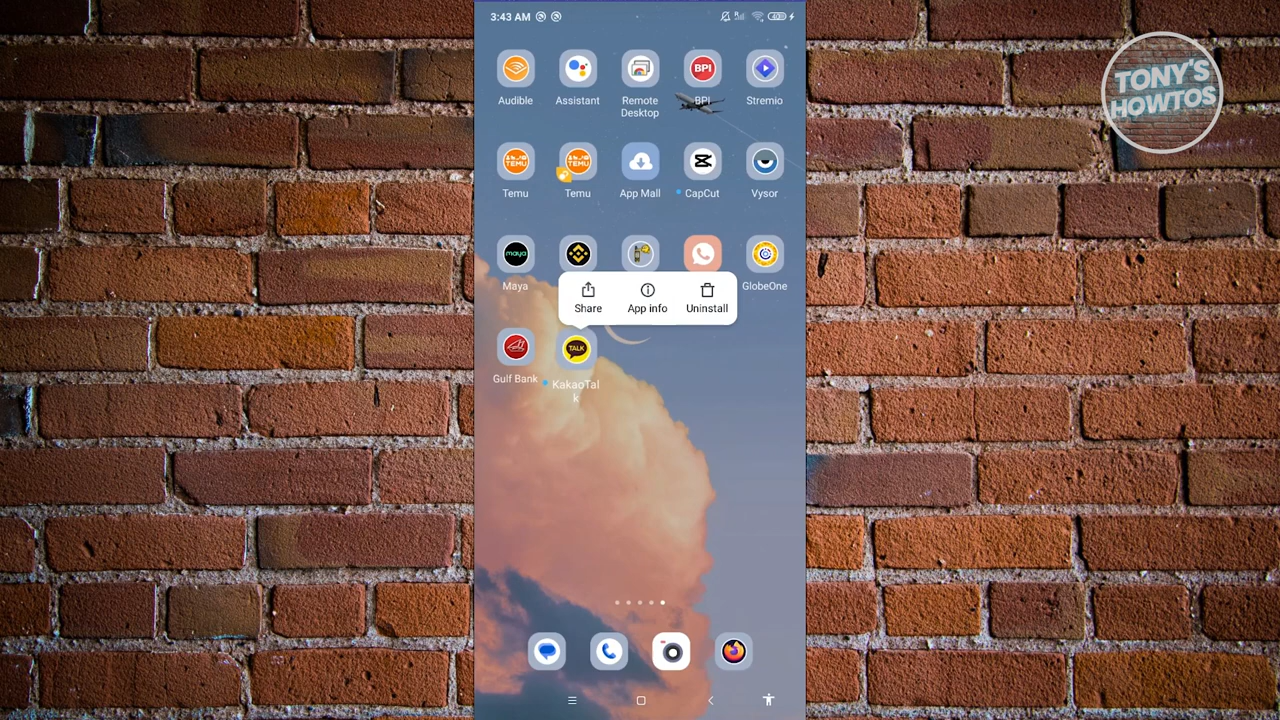 3:43 AM
40
TONY'S
HOWTOS
BPI
Audible
Assistant
Remote
Desktop
BPI
Stremio
TEMU
TEMU
Temu
Temu
App Mall
CapCut
Vysor
maya
Maya
GlobeOne
Share
App info
Uninstall
TALK
Gulf Bank
KakaoTal
k